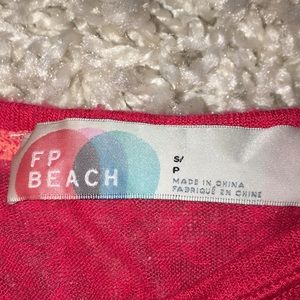 FP
BEACH
S/
P
MADE IN CHINA
FABRIQUÉ EN CHINE